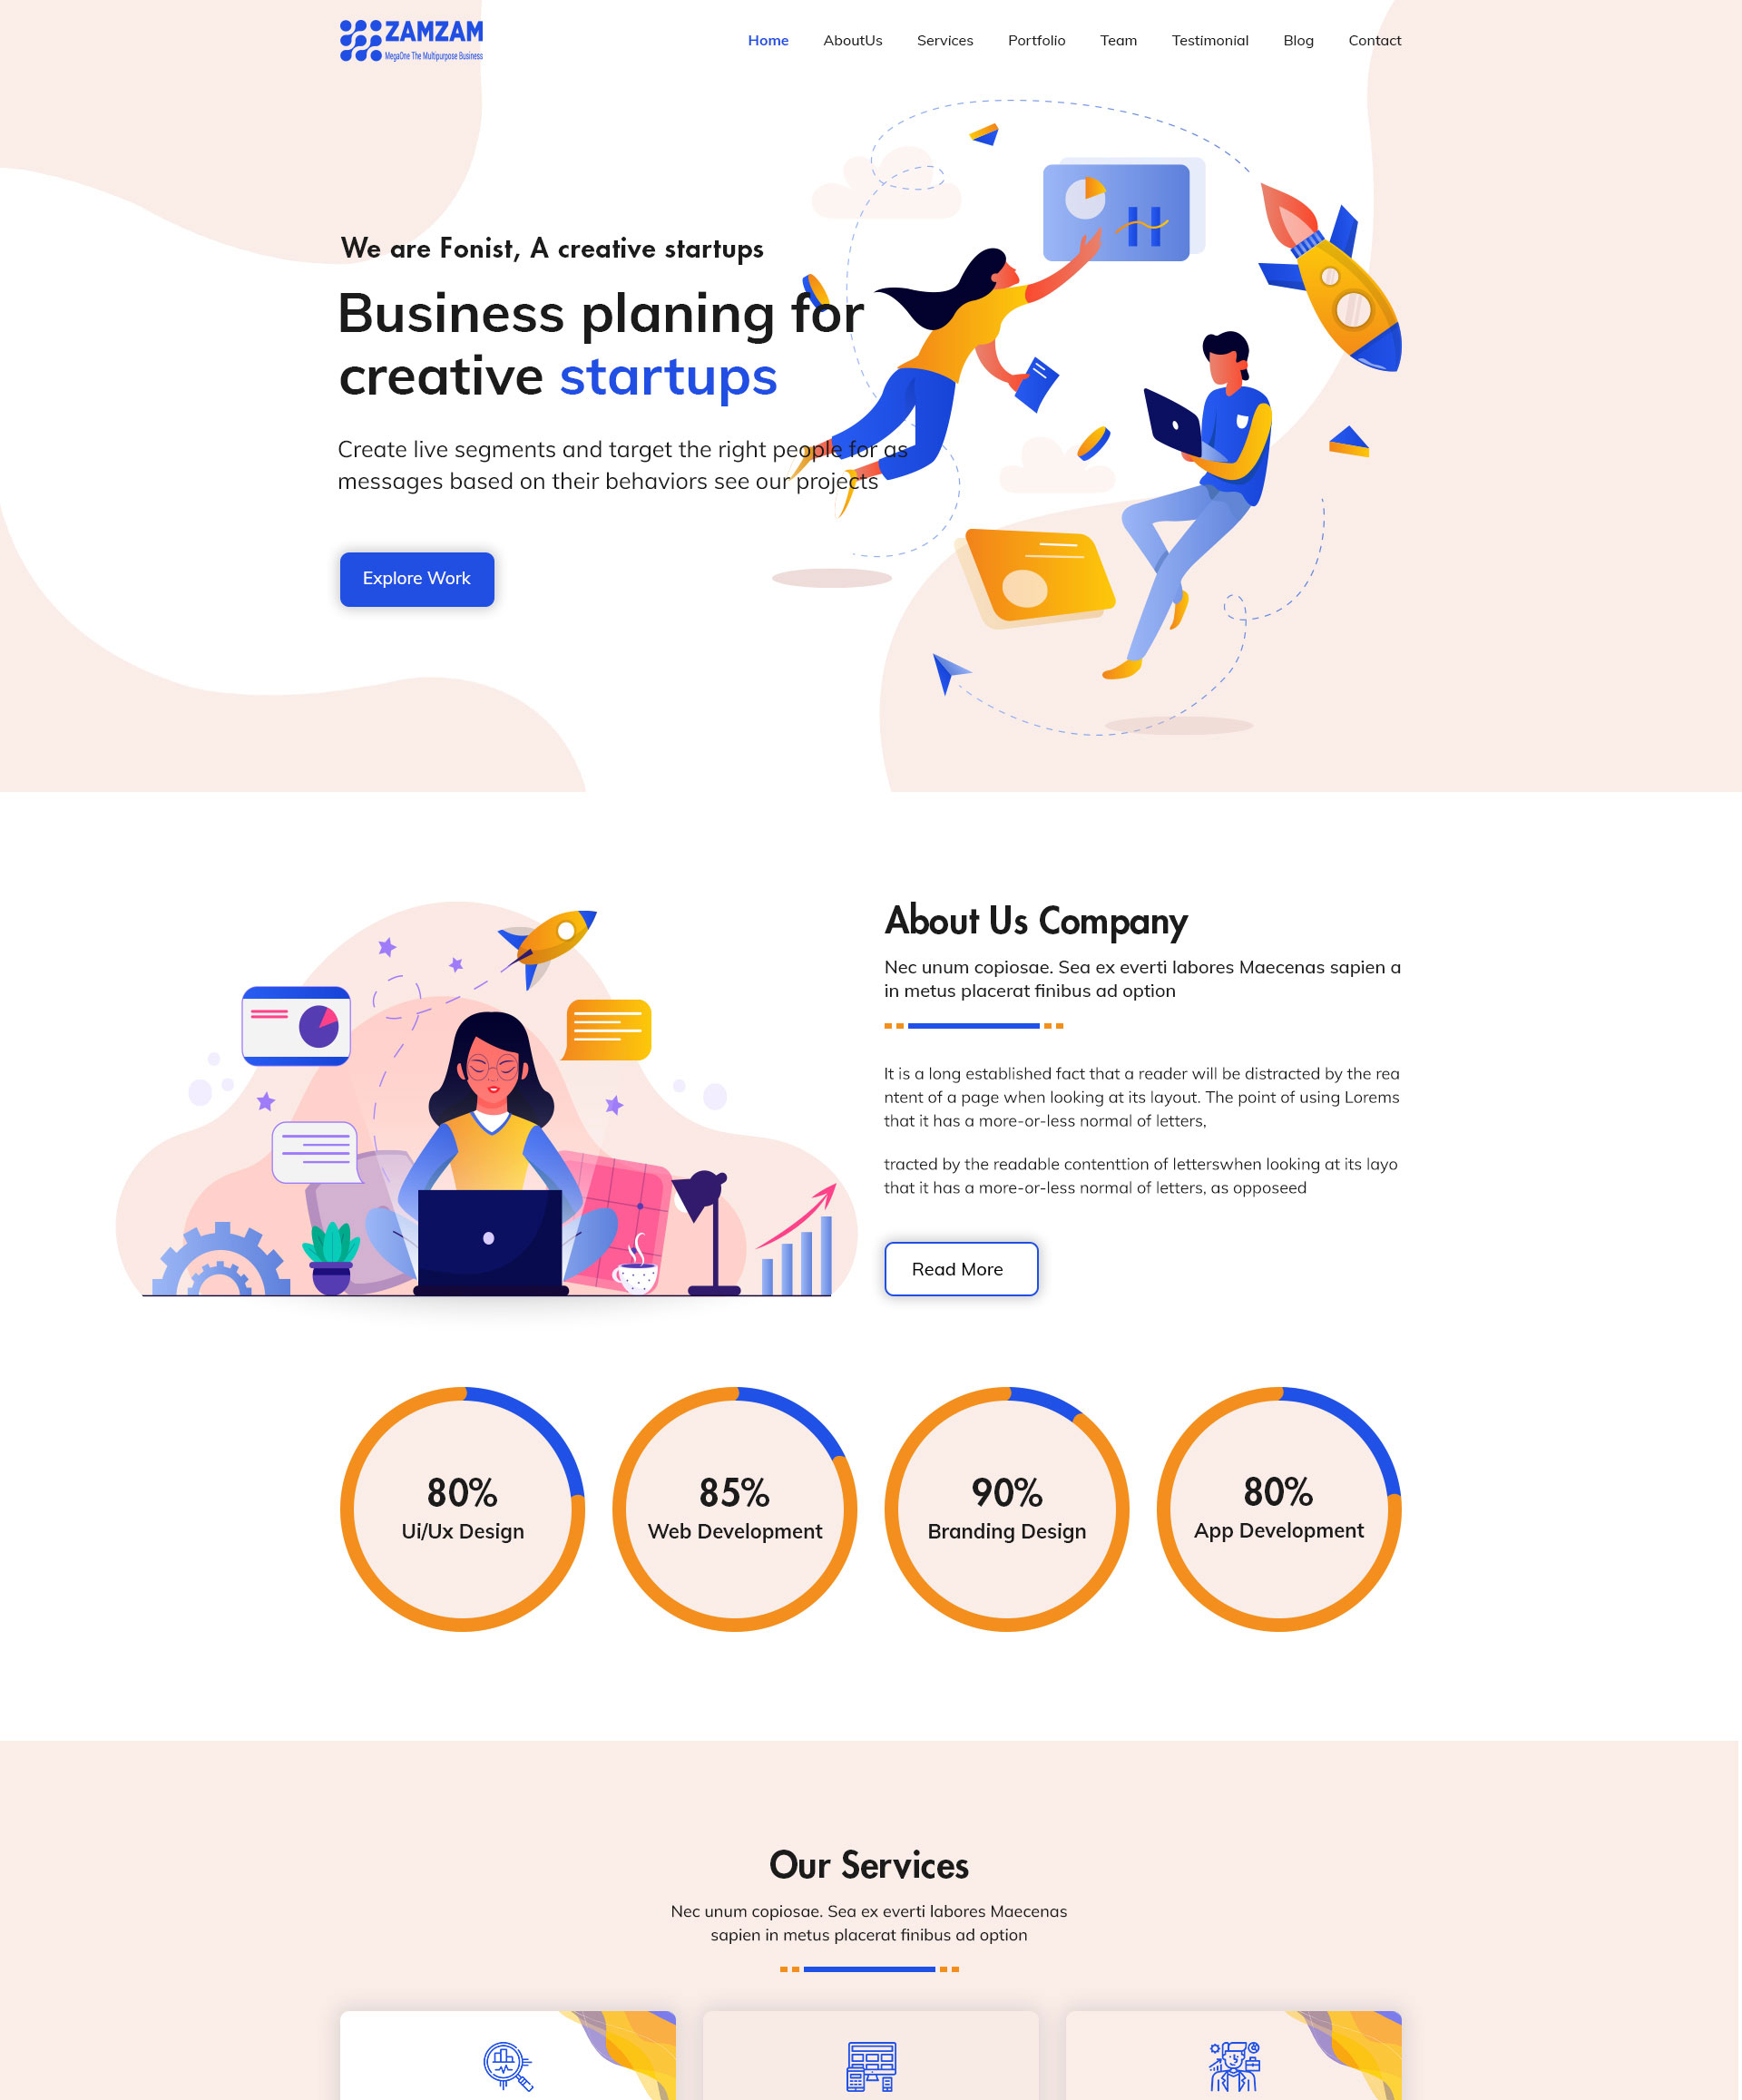 ZAMZAM
MegaOne The Multipurpose Business
Home AboutUs Services Portfolio Team Testimonial Blog Contact
We are Fonist, A creative startups
Business planing for
creative startups
Create live segments and target the right people for as
messages based on their behaviors see our projects
Explore Work
About Us Company
Nec unum copiosae. Sea ex everti labores Maecenas sapien a
in metus placerat finibus ad option
It is a long established fact that a reader will be distracted by the rea
ntent of a page when looking at its layout. The point of using Lorems
that it has a more-or-less normal of letters,
tracted by the readable contenttion of letterswhen looking at its layo
that it has a more-or-less normal of letters, as opposeed
Read More
80% 85% 90% 80%
Ui/Ux Design Web Development Branding Design App Development
Our Services
Nec unum copiosae. Sea ex everti labores Maecenas
sapien in metus placerat finibus ad option